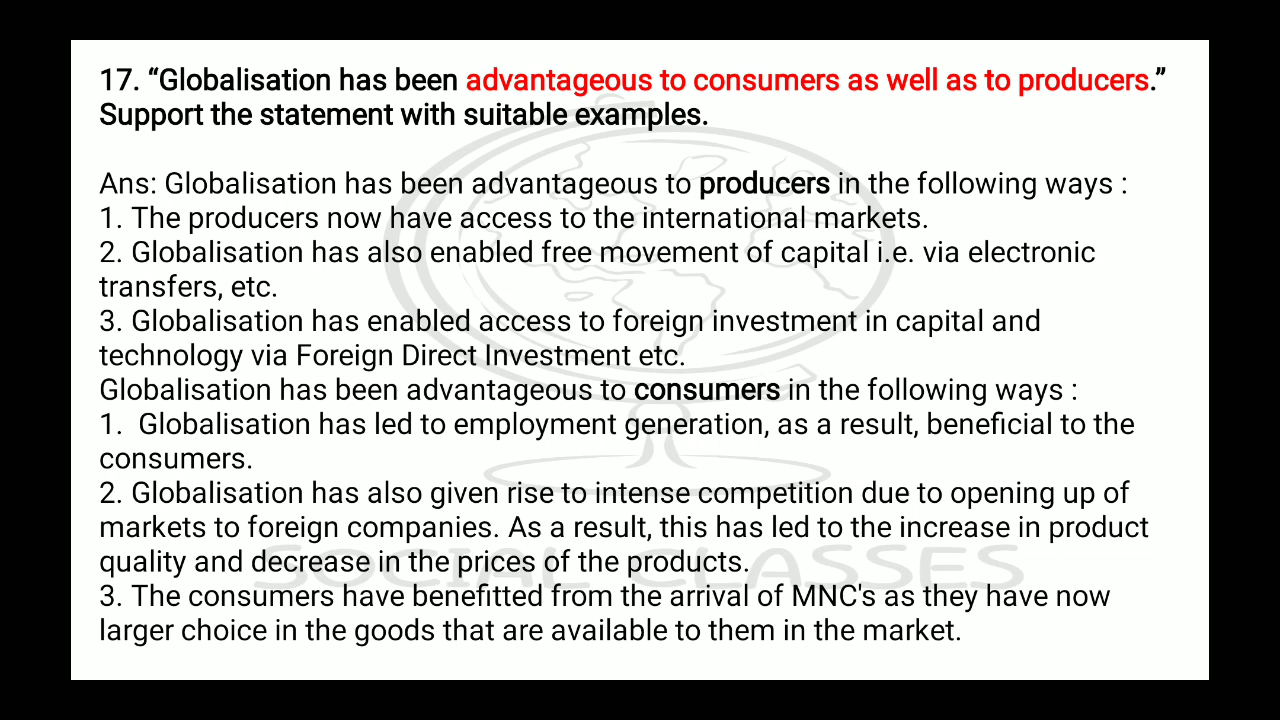 17. “Globalisation has been advantageous to consumers as well as to producers.”
Support the statement with suitable examples.
Ans: Globalisation has been advantageous to producers in the following ways :
1. The producers now have access to the international markets.
2. Globalisation has also enabled free movement of capital i.e. via electronic
transfers, etc.
3. Globalisation has enabled access to foreign investment in capital and
technology via Foreign Direct Investment etc.
Globalisation has been advantageous to consumers in the following ways :
1.  Globalisation has led to employment generation, as a result, beneficial to the
consumers.
2. Globalisation has also given rise to intense competition due to opening up of
markets to foreign companies. As a result, this has led to the increase in product
quality and decrease in the prices of the products.
SOCIAL CLASSES
3. The consumers have benefitted from the arrival of MNC's as they have now
larger choice in the goods that are available to them in the market.